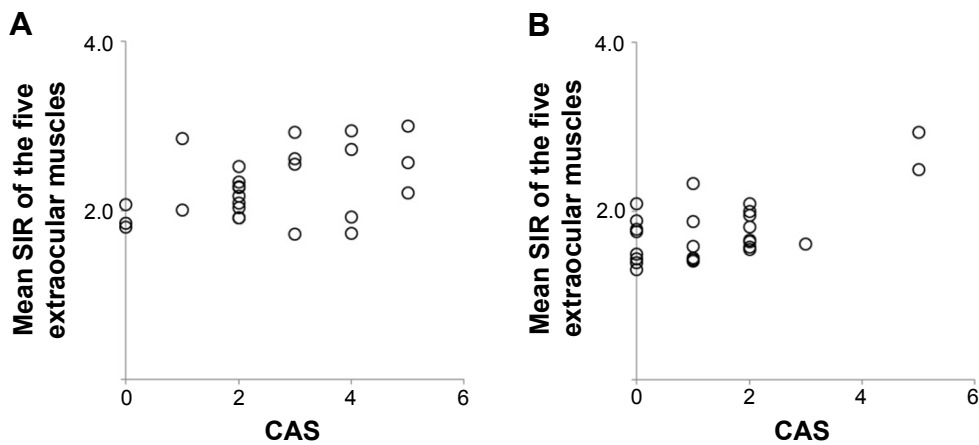 A
4.0
2.0
Mean SIR of the five
extraocular muscles
0
2
4
6
CAS
B
4.0
2.0
Mean SIR of the five
extraocular muscles
0
2
4
6
CAS